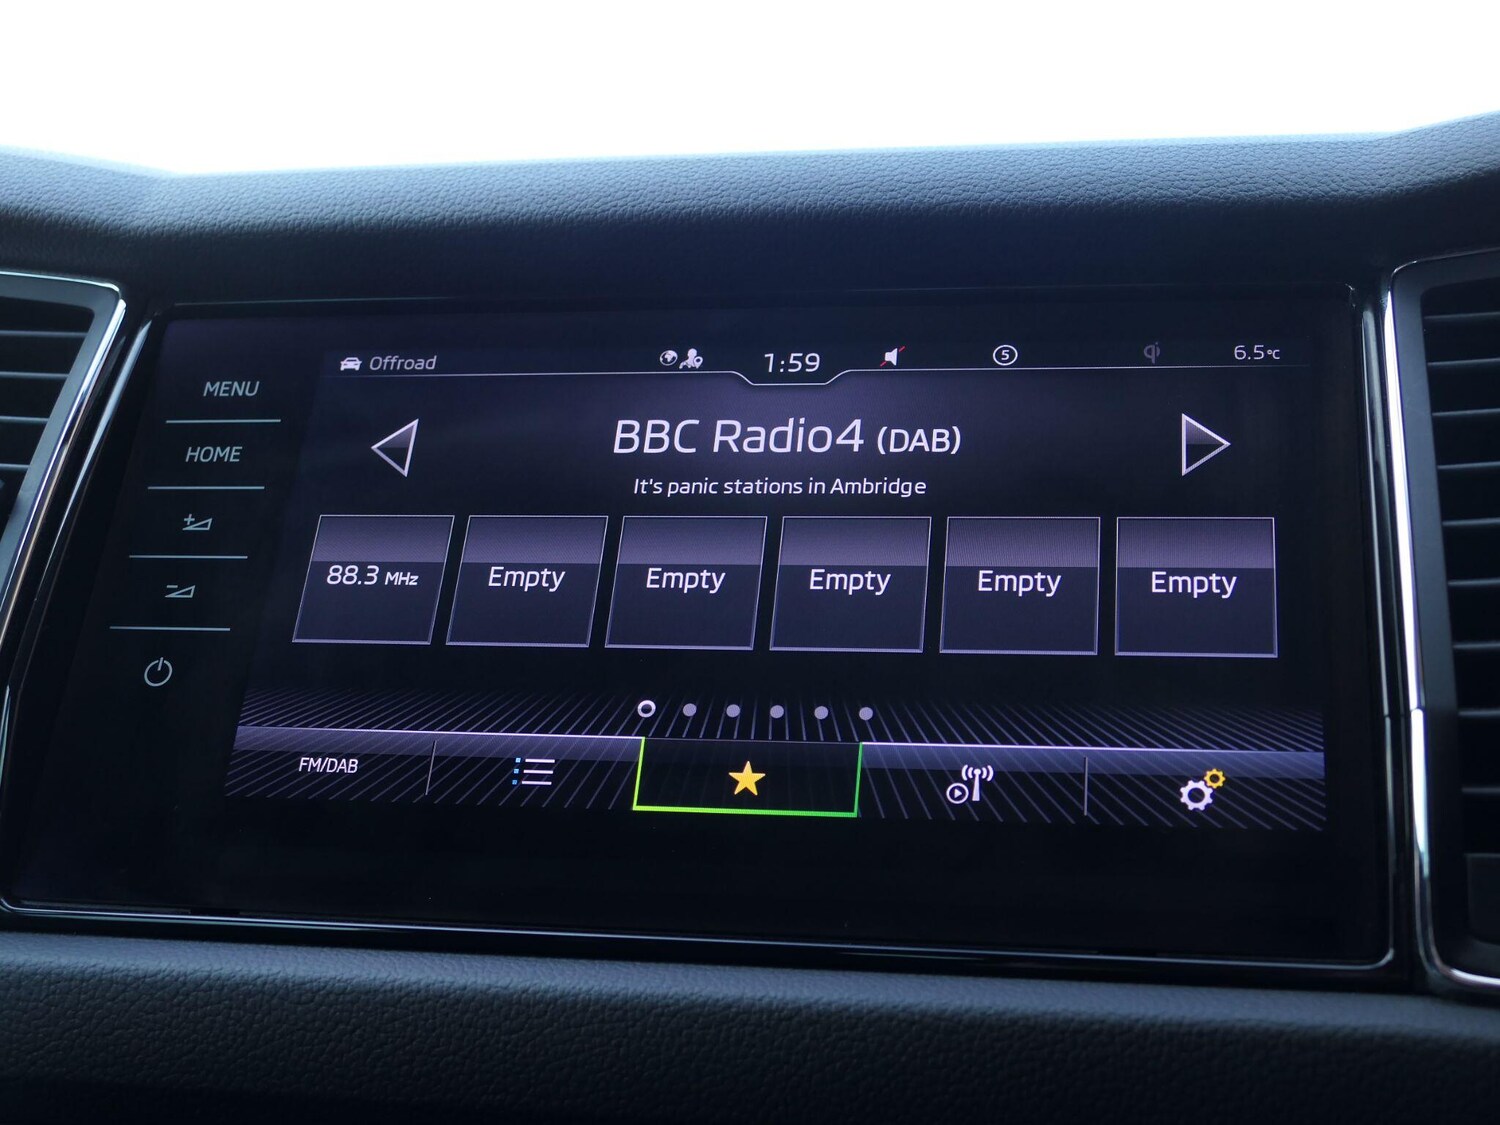 Offroad
1:59
5
6.5°C
MENU
HOME
BBC Radio4 (DAB)
It's panic stations in Ambridge
88.3 MHz
Empty
Empty
Empty
Empty
Empty
FM/DAB